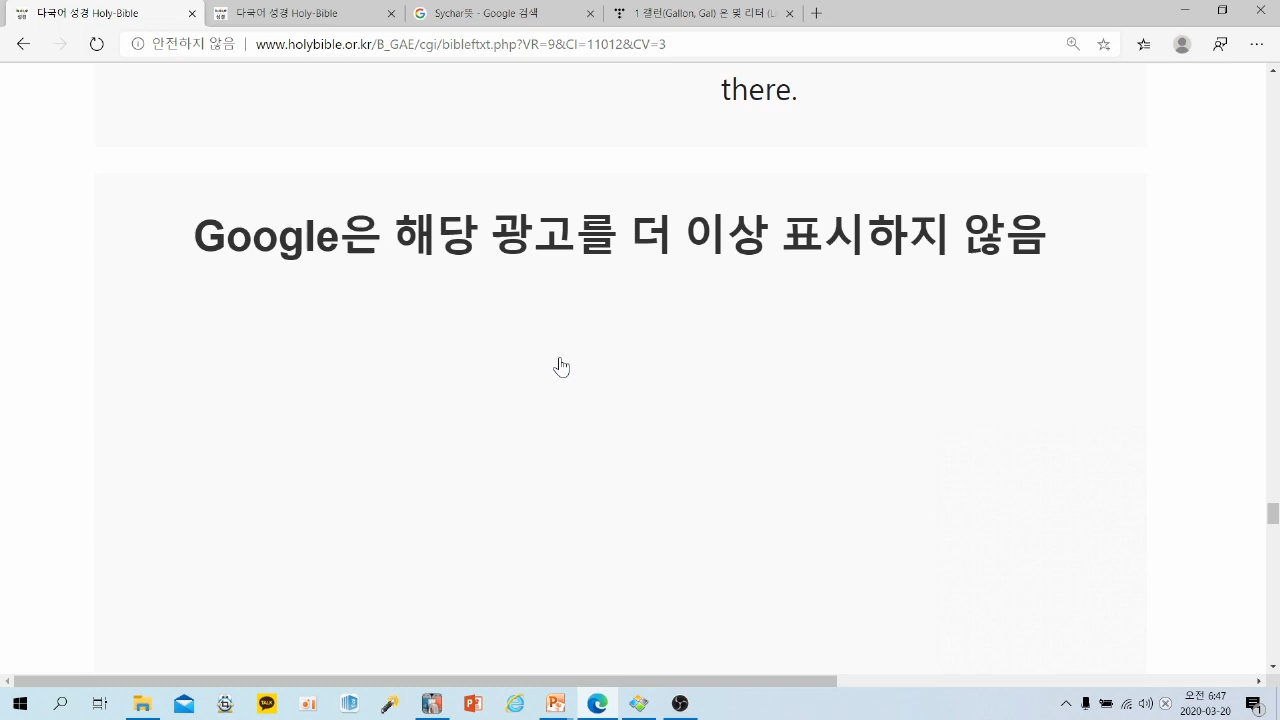 다국어 성경 Holy-Bible
다국어 성경 Holy-Bible
Sychar뜻 - Google 검색
1 갤런(Gallon, Gal) 은 몇 리터 (L
안전하지 않음
www.holybible.or.kr/B_GAE/cgi/bibleftxt.php?VR=9&CI=11012&CV=3
there.
Google은 해당 광고를 더 이상 표시하지 않음
TALK
오전 6:47
2020-03-20
1